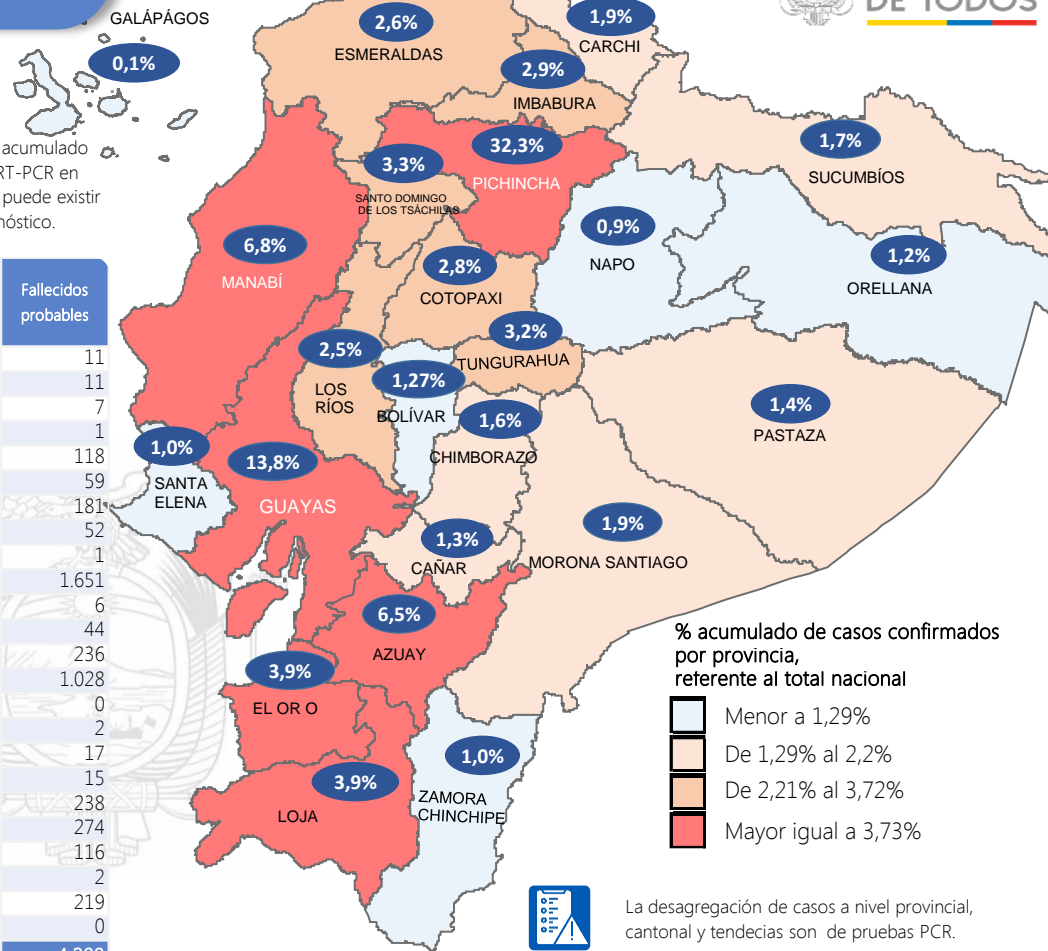 GALÁPÁGOS
0,1%
acumulado
RT-PCR en
puede existir
nóstico.
DE TODOS
2,6%
ESMERALDAS
1,9%
CARCHI
2,9%
IMBABURA
32,3%
PICHINCHA
3,3%
SANTO DOMINGO
DE LOS TSÁCHILAS
1,7%
SUCUMBÍOS
6,8%
MANABÍ
0,9%
NAPO
1,2%
ORELLANA
2,8%
COTOPAXI
3,2%
TUNGURAHUA
2,5%
LOS
RÍOS
1,27%
BOLÍVAR
1,6%
CHIMBORAZO
1,4%
PASTAZA
1,0%
SANTA
ELENA
13,8%
GUAYAS
1,3%
CAÑAR
1,9%
MORONA SANTIAGO
6,5%
AZUAY
3,9%
EL OR O
3,9%
LOJA
1,0%
ZAMORA
CHINCHIPE
Fallecidos
probables
11
11
7
1
118
59
181
52
1
1.651
6
44
236
1.028
0
2
17
15
238
274
116
2
219
0
% acumulado de casos confirmados
por provincia,
referente al total nacional
Menor a 1,29%
De 1,29% al 2,2%
De 2,21% al 3,72%
Mayor igual a 3,73%
La desagregación de casos a nivel provincial,
cantonal y tendecias son de pruebas PCR.